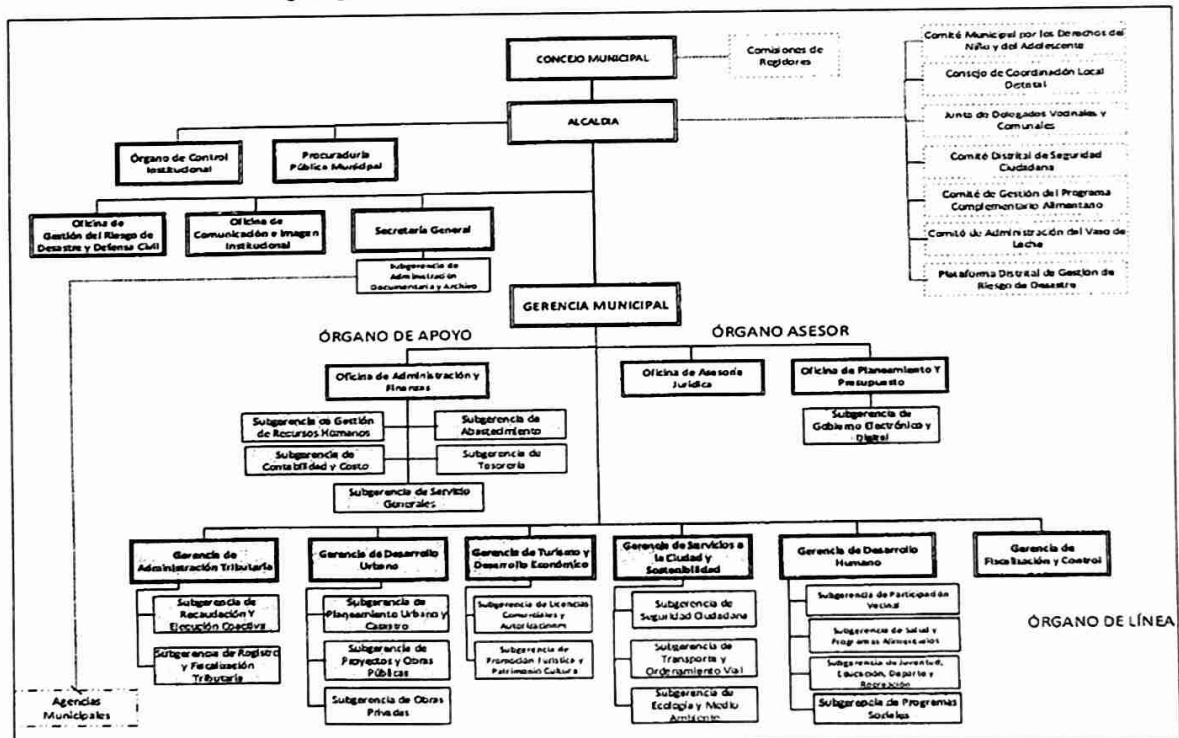 CONCEJO MUNICIPAL
Comisiones de
Regidores
Comité Municipal por los Derechos del
Niño y del Adolescente
Consejo de Coordinación Local
Distrital
Junta de Delegados Vecinales y
Comunales
Comité Distrital de Seguridad
Ciudadana
Comité de Gestión del Programa
Complementario Alimentario
Comité de Administración del Vaso de
Leche
Plataforma Distrital de Gestión de
Riesgo de Desastre
ALCALDIA
Órgano de Control
Institucional
Procuraduría
Pública Municipal
Oficina de
Gestión del Riesgo de
Desastre y Defensa Civil
Oficina de
Comunicación e Imagen
Institucional
Secretaría General
Subgerencia de
Administración
Documentaria y Archivo
GERENCIA MUNICIPAL
ÓRGANO DE APOYO
ÓRGANO ASESOR
Oficina de Administración y
Finanzas
Oficina de Asesoría
Jurídica
Oficina de Planeamiento Y
Presupuesto
Subgerencia de
Gobierno Electrónico y
Digital
Subgerencia de Gestión
de Recursos Humanos
Subgerencia de
Abastecimiento
Subgerencia
de Contabilidad y Costo
Subgerencia de
Tesorería
Subgerencia de Servicio
Generales
Gerencia de
Administración Tributaria
Gerencia de Desarrollo
Urbano
Gerencia de Turismo y
Desarrollo Económico
Gerencia de Servicios a
la Ciudad y
Sostenibilidad
Gerencia de Desarrollo
Humano
Gerencia de
Fiscalización y Control
Subgerencia de
Recaudación Y
Ejecución Coactiva
Subgerencia de Registro
y Fiscalización
Tributaria
Subgerencia de
Planeamiento Urbano y
Catastro
Subgerencia de
Proyectos y Obras
Públicas
Subgerencia de Obras
Privadas
Subgerencia de Licencias
Comerciales y
Autorizaciones
Subgerencia de
Promoción Turística y
Patrimonio Cultura
Subgerencia de
Seguridad Ciudadana
Subgerencia de
Transporte y
Ordenamiento Vial
Subgerencia de
Ecología y Medio
Ambiente
Subgerencia de Participación
Vecinal
Subgerencia de Salud y
Programas Alimentarios
Subgerencia de Juventud,
Educación, Deporte y
Recreación
Subgerencia de Programas
Sociales
ÓRGANO DE LÍNEA
Agencias
Municipales